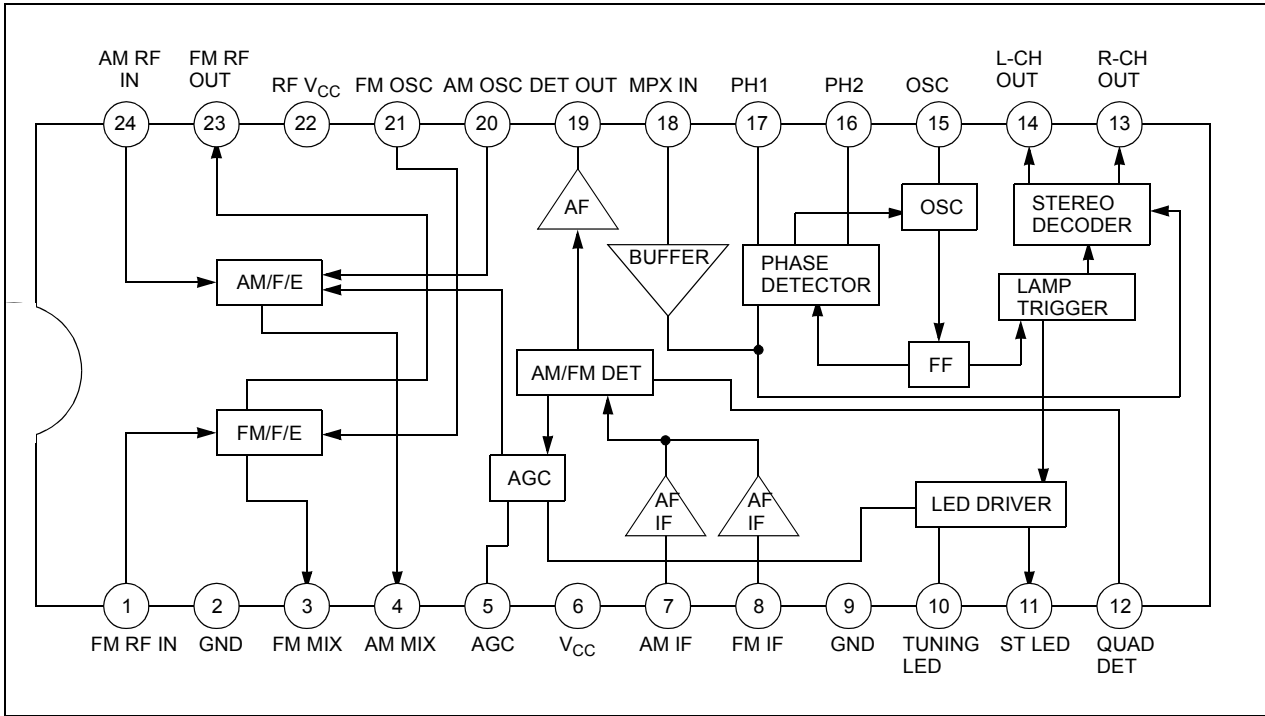 AM RF
IN
FM RF
OUT
RF VCC
FM OSC
AM OSC
DET OUT
MPX IN
PH1
PH2
OSC
L-CH
OUT
R-CH
OUT
24
23
22
21
20
19
18
17
16
15
14
13
AF
OSC
STEREO
DECODER
BUFFER
PHASE
DETECTOR
AM/F/E
LAMP
TRIGGER
FF
AM/FM DET
FM/F/E
AGC
AF
IF
AF
IF
LED DRIVER
1
2
3
4
5
6
7
8
9
10
11
12
FM RF IN
GND
FM MIX
AM MIX
AGC
VCC
AM IF
FM IF
GND
TUNING
LED
ST LED
QUAD
DET